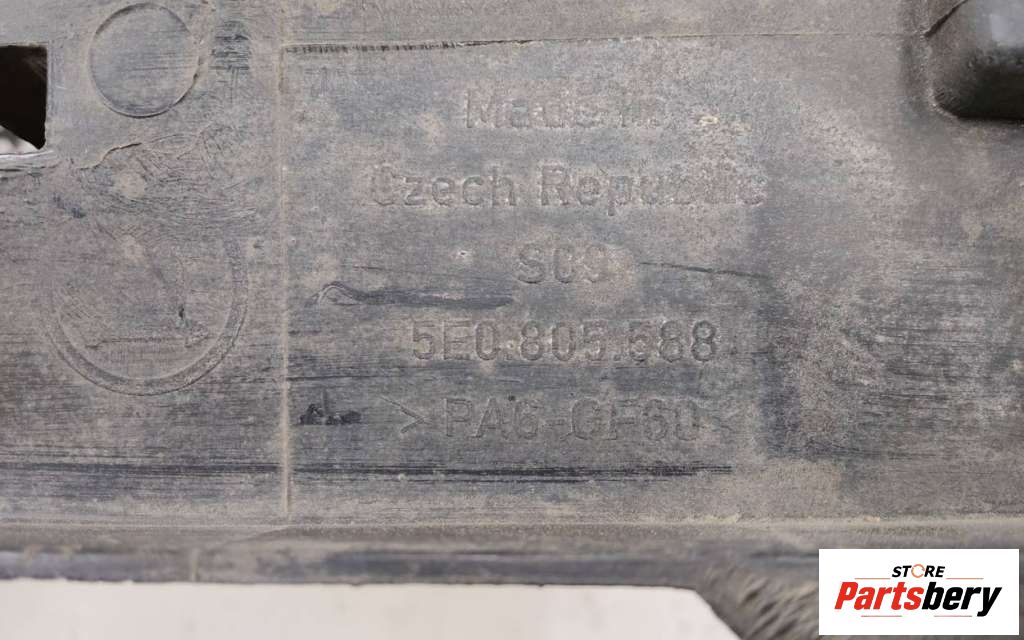 Made in
Czech Republic
5E0.805.588
> PA6-GF60 <
STORE
Partsbery